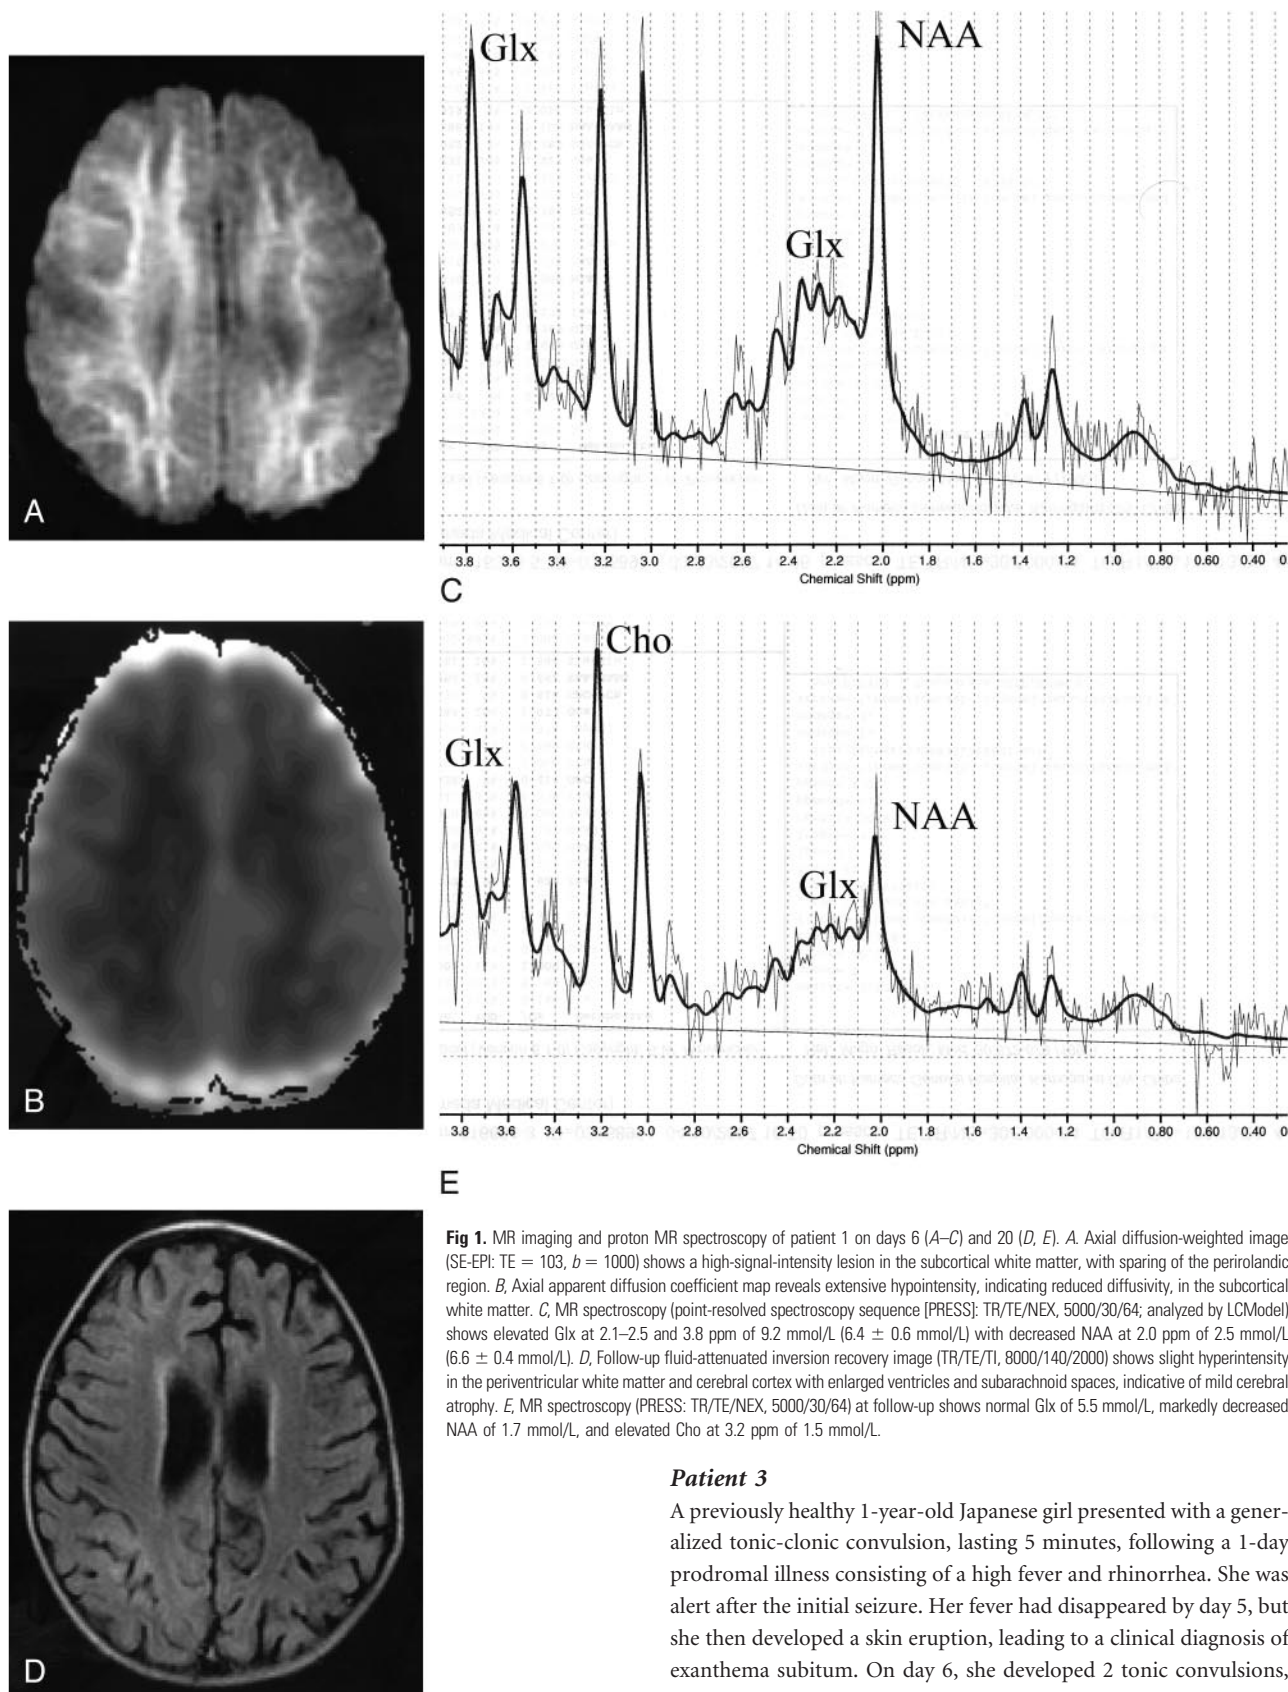 Glx
NAA
Glx
3.8 3.6 3.4 3.2 3.0 2.8 2.6 2.4 2.2 2.0 1.8 1.6 1.4 1.2 1.0 0.80 0.60 0.40 0
Chemical Shift (ppm)
A
C
Cho
Glx
NAA
Glx
3.8 3.6 3.4 3.2 3.0 2.8 2.6 2.4 2.2 2.0 1.8 1.6 1.4 1.2 1.0 0.80 0.60 0.40 0
Chemical Shift (ppm)
B
E
D
Fig 1. MR imaging and proton MR spectroscopy of patient 1 on days 6 (A–C) and 20 (D, E). A. Axial diffusion-weighted image
(SE-EPI: TE = 103, b = 1000) shows a high-signal-intensity lesion in the subcortical white matter, with sparing of the perirolandic
region. B, Axial apparent diffusion coefficient map reveals extensive hypointensity, indicating reduced diffusivity, in the subcortical
white matter. C, MR spectroscopy (point-resolved spectroscopy sequence [PRESS]: TR/TE/NEX, 5000/30/64; analyzed by LCModel)
shows elevated Glx at 2.1–2.5 and 3.8 ppm of 9.2 mmol/L (6.4 ± 0.6 mmol/L) with decreased NAA at 2.0 ppm of 2.5 mmol/L
(6.6 ± 0.4 mmol/L). D, Follow-up fluid-attenuated inversion recovery image (TR/TE/TI, 8000/140/2000) shows slight hyperintensity
in the periventricular white matter and cerebral cortex with enlarged ventricles and subarachnoid spaces, indicative of mild cerebral
atrophy. E, MR spectroscopy (PRESS: TR/TE/NEX, 5000/30/64) at follow-up shows normal Glx of 5.5 mmol/L, markedly decreased
NAA of 1.7 mmol/L, and elevated Cho at 3.2 ppm of 1.5 mmol/L.
Patient 3
A previously healthy 1-year-old Japanese girl presented with a gener-
alized tonic-clonic convulsion, lasting 5 minutes, following a 1-day
prodromal illness consisting of a high fever and rhinorrhea. She was
alert after the initial seizure. Her fever had disappeared by day 5, but
she then developed a skin eruption, leading to a clinical diagnosis of
exanthema subitum. On day 6, she developed 2 tonic convulsions,